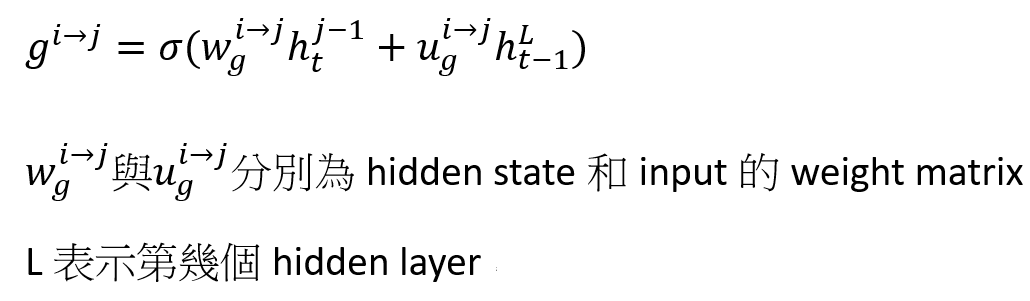 g^{i→j} = σ(w_g^{i→j} h_t^{j−1} + u_g^{i→j} h_{t−1}^L)
w_g^{i→j}與u_g^{i→j}分別為 hidden state 和 input 的 weight matrix
L 表示第幾個 hidden layer